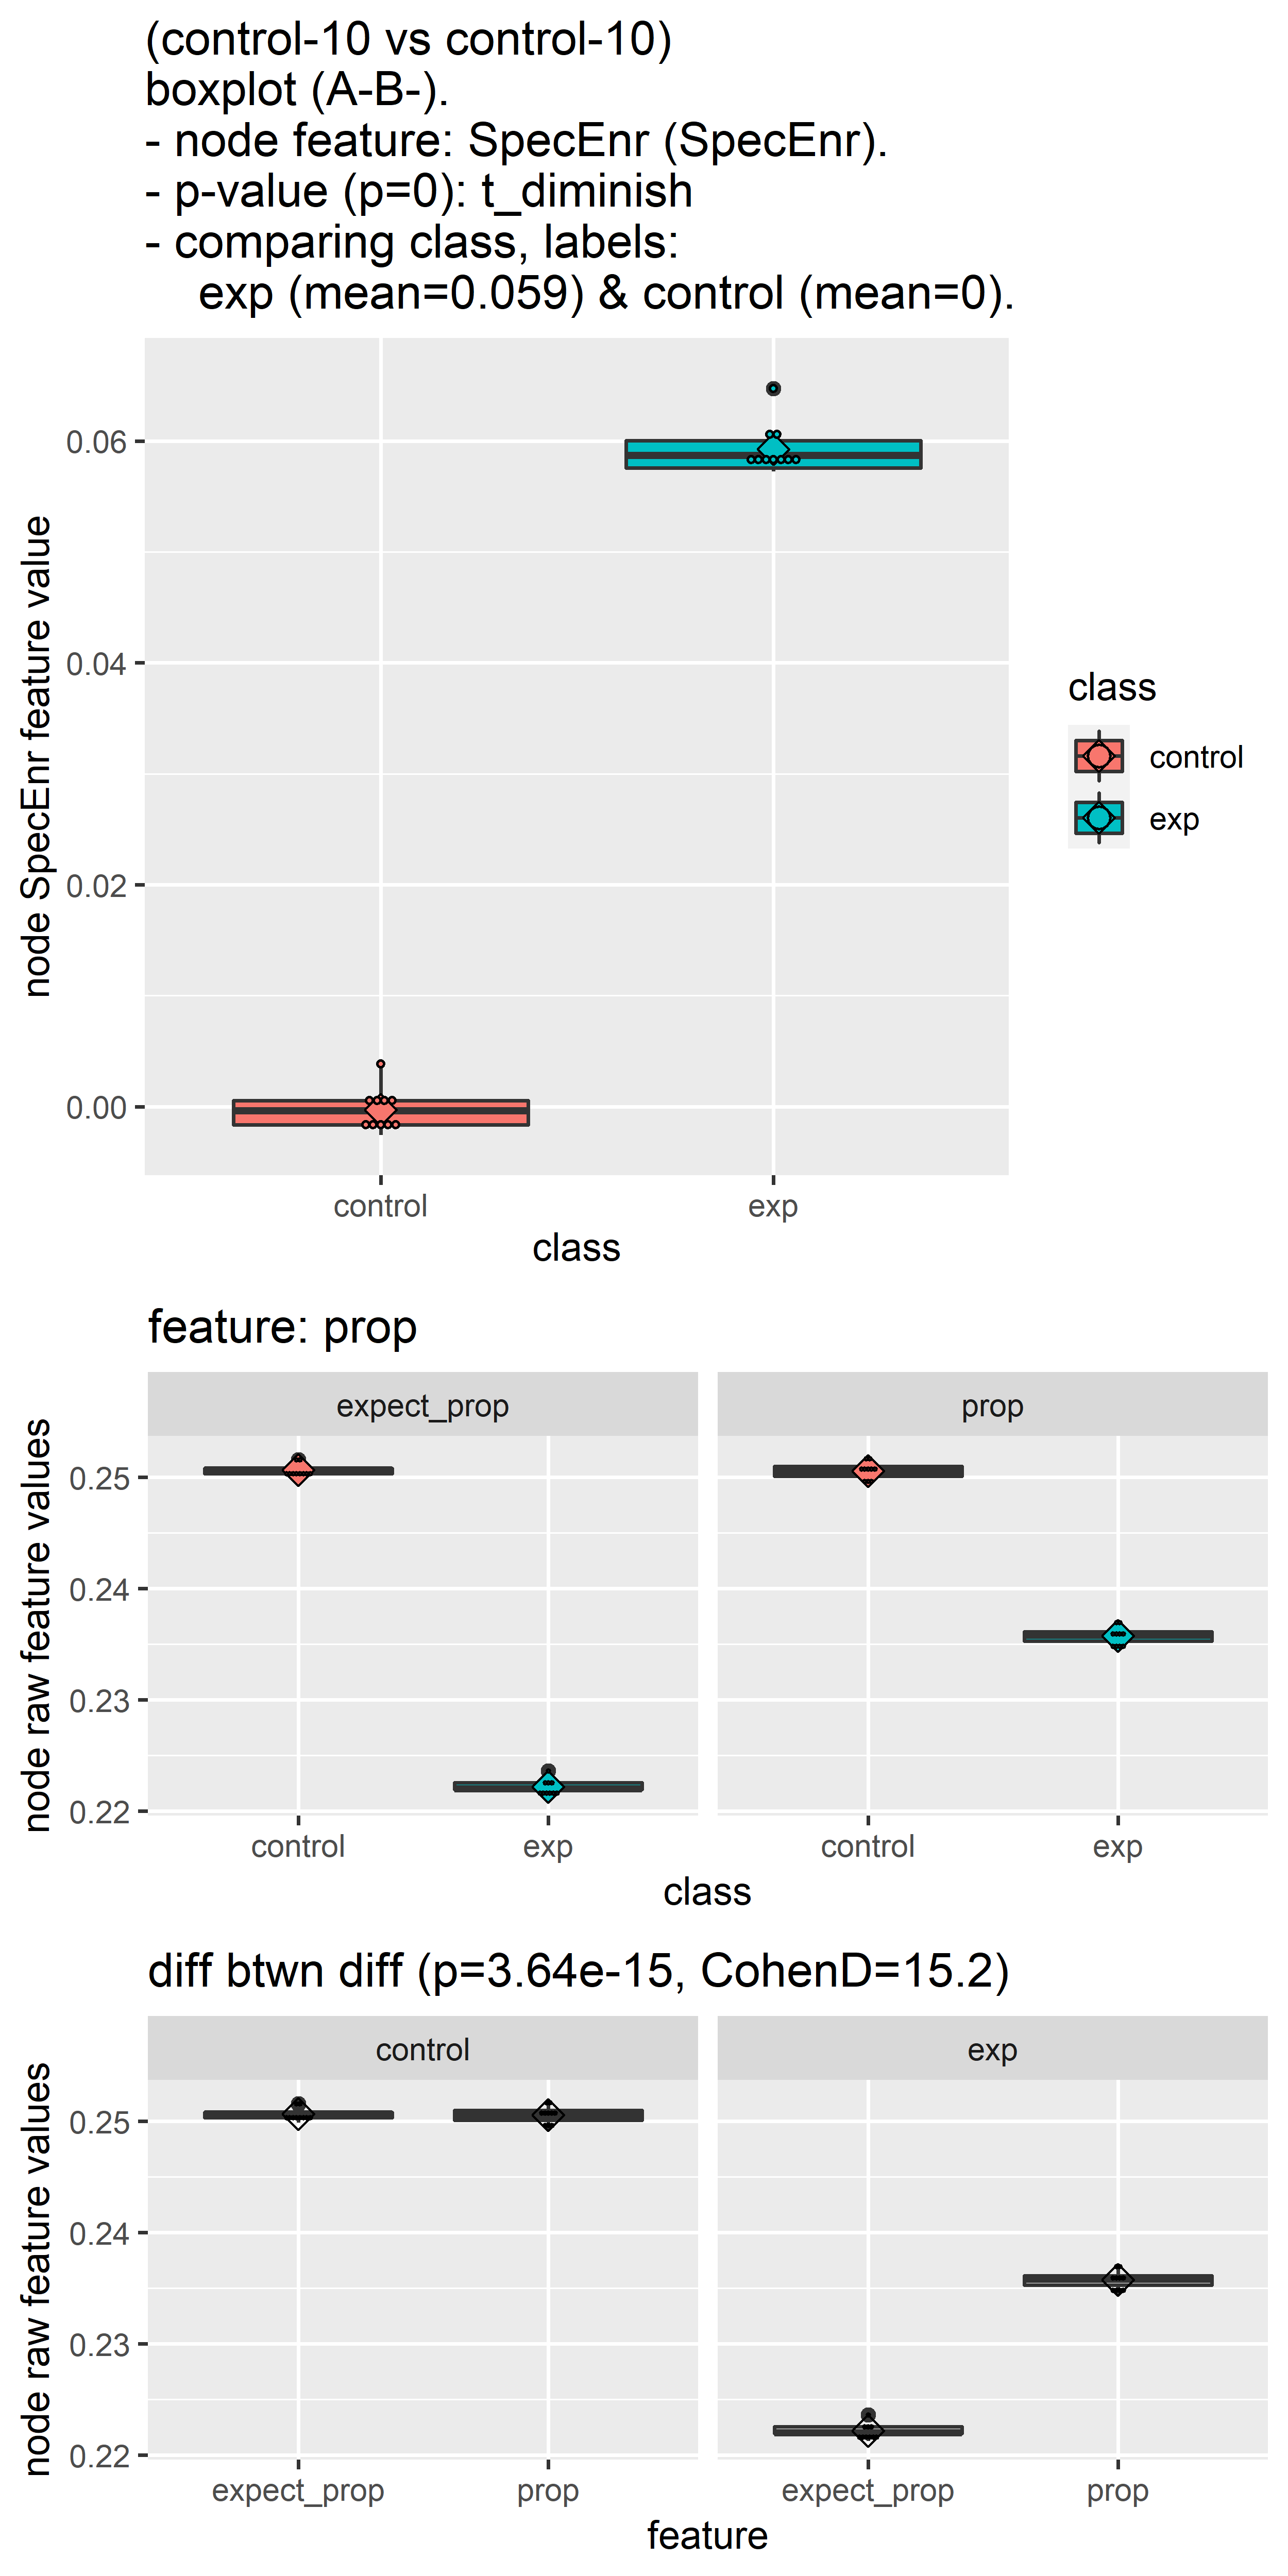 (control-10 vs control-10)
boxplot (A-B-).
- node feature: SpecEnr (SpecEnr).
- p-value (p=0): t_diminish
- comparing class, labels:
exp (mean=0.059) & control (mean=0).
node SpecEnr feature value
0.06
0.04
0.02
0.00
control
exp
class
class
control
exp
feature: prop
expect_prop
prop
node raw feature values
0.25
0.24
0.23
0.22
control
exp
control
exp
class
diff btwn diff (p=3.64e-15, CohenD=15.2)
control
exp
node raw feature values
0.25
0.24
0.23
0.22
expect_prop
prop
expect_prop
prop
feature